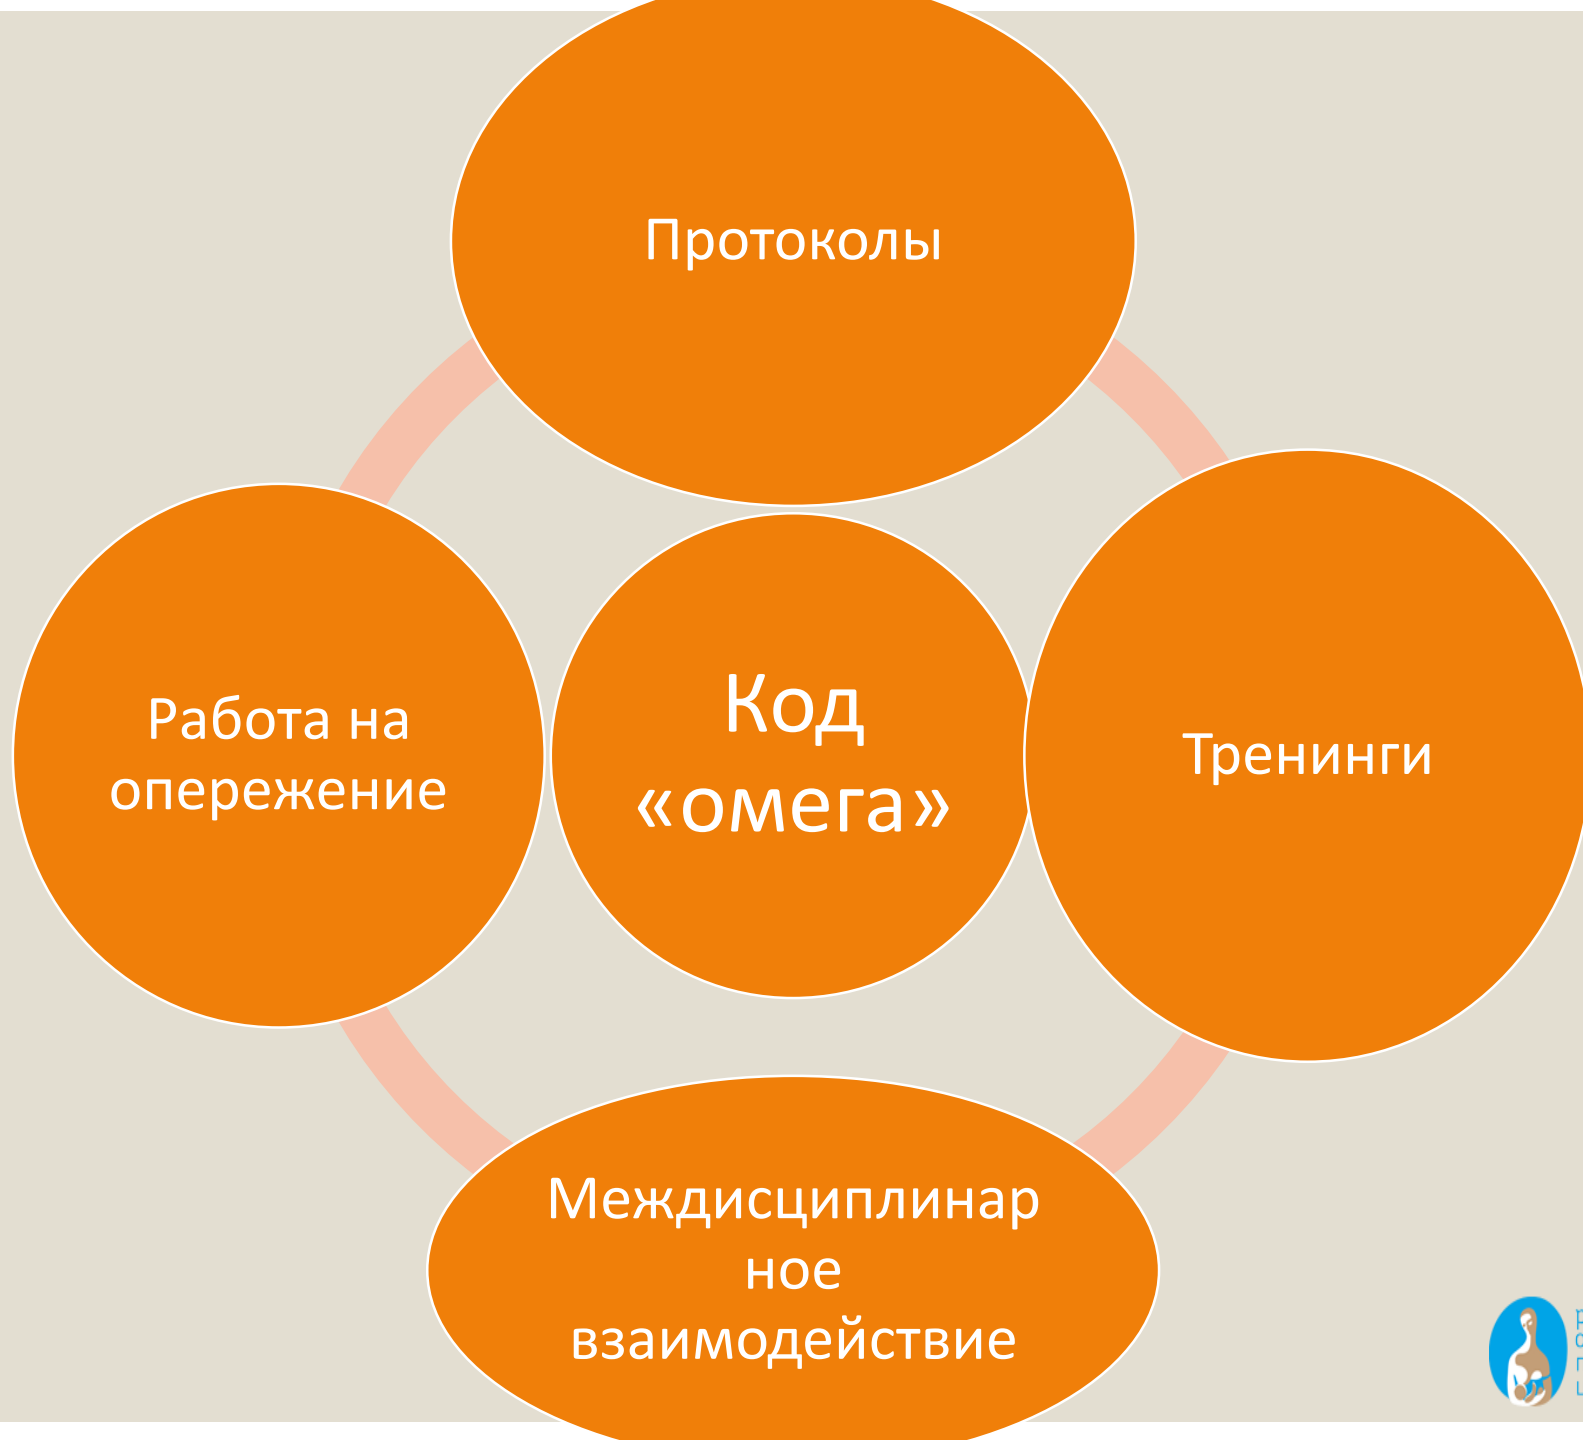 Протоколы
Работа на
опережение
Код
«омега»
Тренинги
Междисциплинар
ное
взаимодействие